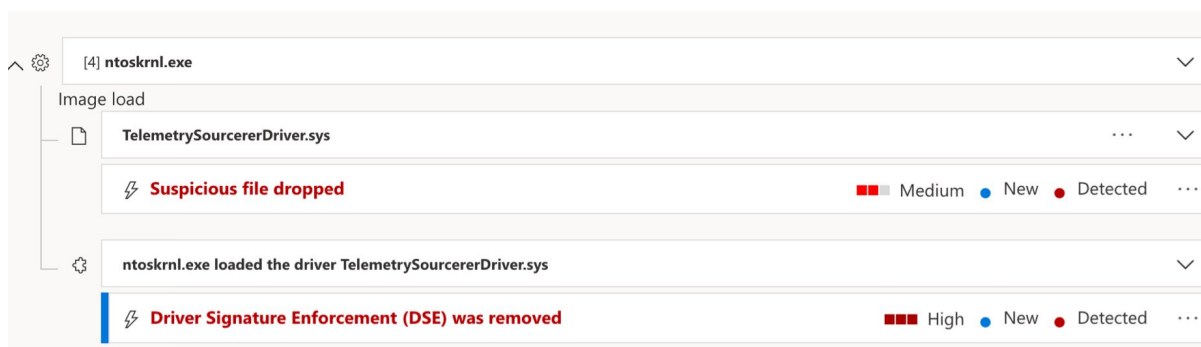 [4] ntoskrnl.exe
Image load
TelemetrySourcererDriver.sys
Suspicious file dropped Medium New Detected
ntoskrnl.exe loaded the driver TelemetrySourcererDriver.sys
Driver Signature Enforcement (DSE) was removed High New Detected